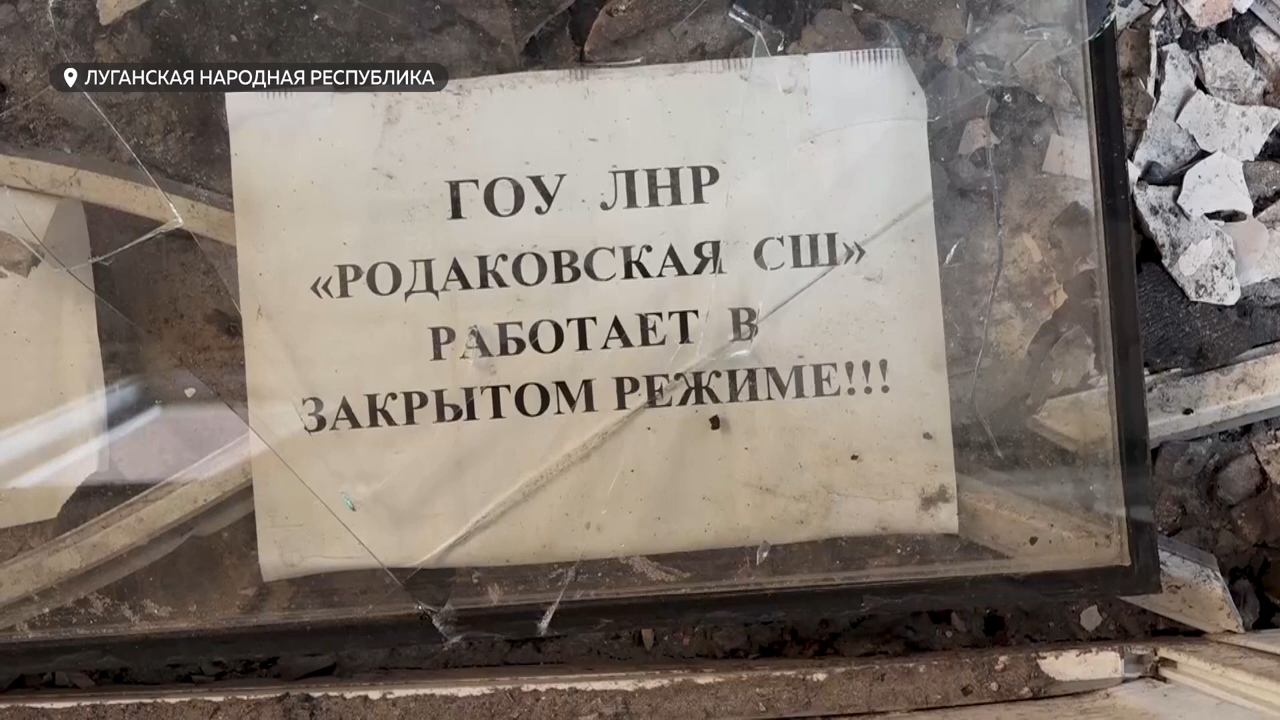 ЛУГАНСКАЯ НАРОДНАЯ РЕСПУБЛИКА
ГОУ ЛНР
«РОДАКОВСКАЯ СШ»
РАБОТАЕТ В
ЗАКРЫТОМ РЕЖИМЕ!!!